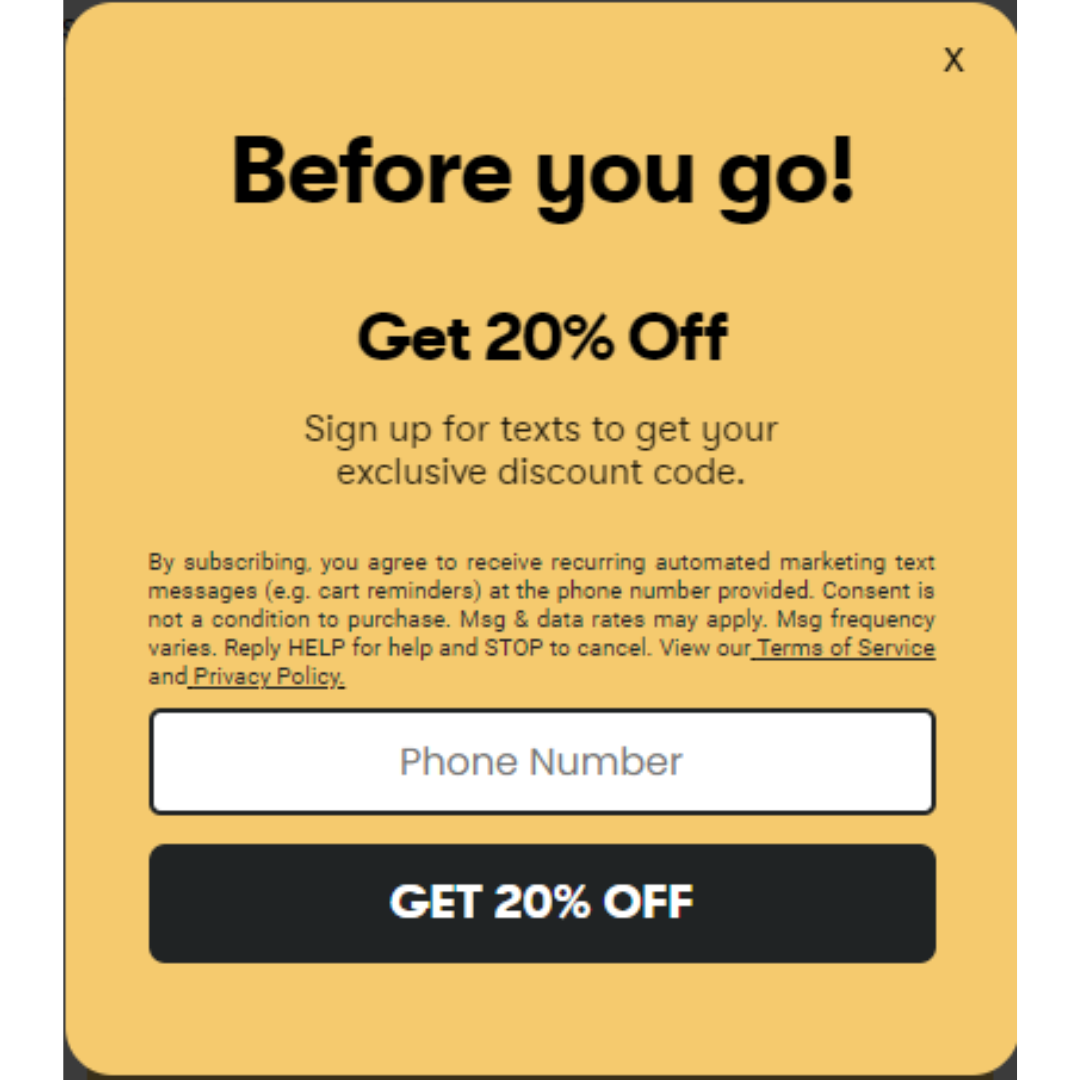 X
Before you go!
Get 20% Off
Sign up for texts to get your
exclusive discount code.
By subscribing, you agree to receive recurring automated marketing text
messages (e.g. cart reminders) at the phone number provided. Consent is
not a condition to purchase. Msg & data rates may apply. Msg frequency
varies. Reply HELP for help and STOP to cancel. View our Terms of Service
and Privacy Policy.
Phone Number
GET 20% OFF